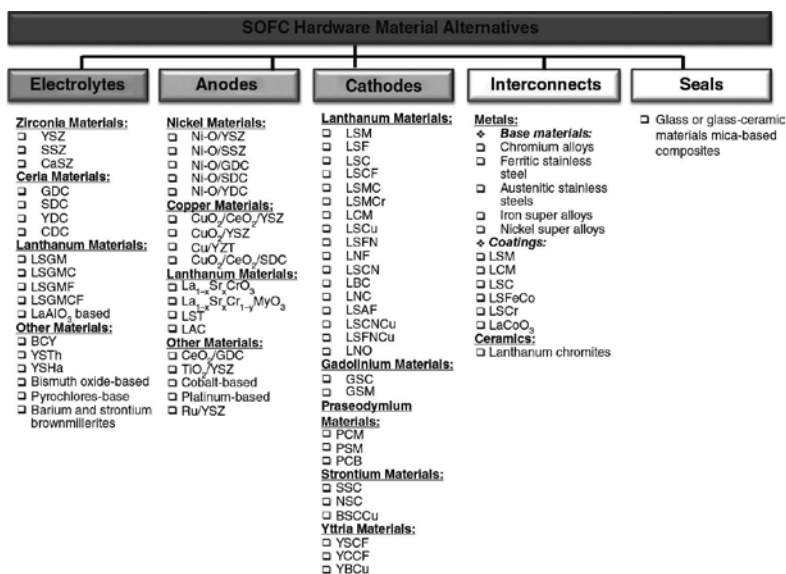 SOFC Hardware Material Alternatives
Electrolytes
Zirconia Materials:
YSZ
SSZ
CaSZ
Ceria Materials:
GDC
SDC
YDC
CDC
Lanthanum Materials:
LSGM
LSGMC
LSGMF
LSGMCF
LaAlO3 based
Other Materials:
BCY
YSTh
YSHa
Bismuth oxide-based
Pyrochlores-base
Barium and strontium
brownmillerites
Anodes
Nickel Materials:
Ni-O/YSZ
Ni-O/SSZ
Ni-O/GDC
Ni-O/SDC
Ni-O/YDC
Copper Materials:
CuO2/CeO2/YSZ
CuO2/YSZ
Cu/YZT
CuO2/CeO2/SDC
Lanthanum Materials:
La1-xSrxCrO3
La1-xSrxCr1-yMyO3
LST
LAC
Other Materials:
CeO2/GDC
TiO2/YSZ
Cobalt-based
Platinum-based
Ru/YSZ
Cathodes
Lanthanum Materials:
LSM
LSF
LSC
LSCF
LSMC
LSMCr
LCM
LSCu
LSFN
LNF
LSCN
LBC
LNC
LSAF
LSCNCu
LSFNCu
LNO
Gadolinium Materials:
GSC
GSM
Praseodymium
Materials:
PCM
PSM
PCB
Strontium Materials:
SSC
NSC
BSCCu
Yttria Materials:
YSCF
YCCF
YBCu
Interconnects
Metals:
Base materials:
Chromium alloys
Ferritic stainless
steel
Austenitic stainless
steels
Iron super alloys
Nickel super alloys
Coatings:
LSM
LCM
LSC
LSFeCo
LSCr
LaCoO3
Ceramics:
Lanthanum chromites
Seals
Glass or glass-ceramic
materials mica-based
composites